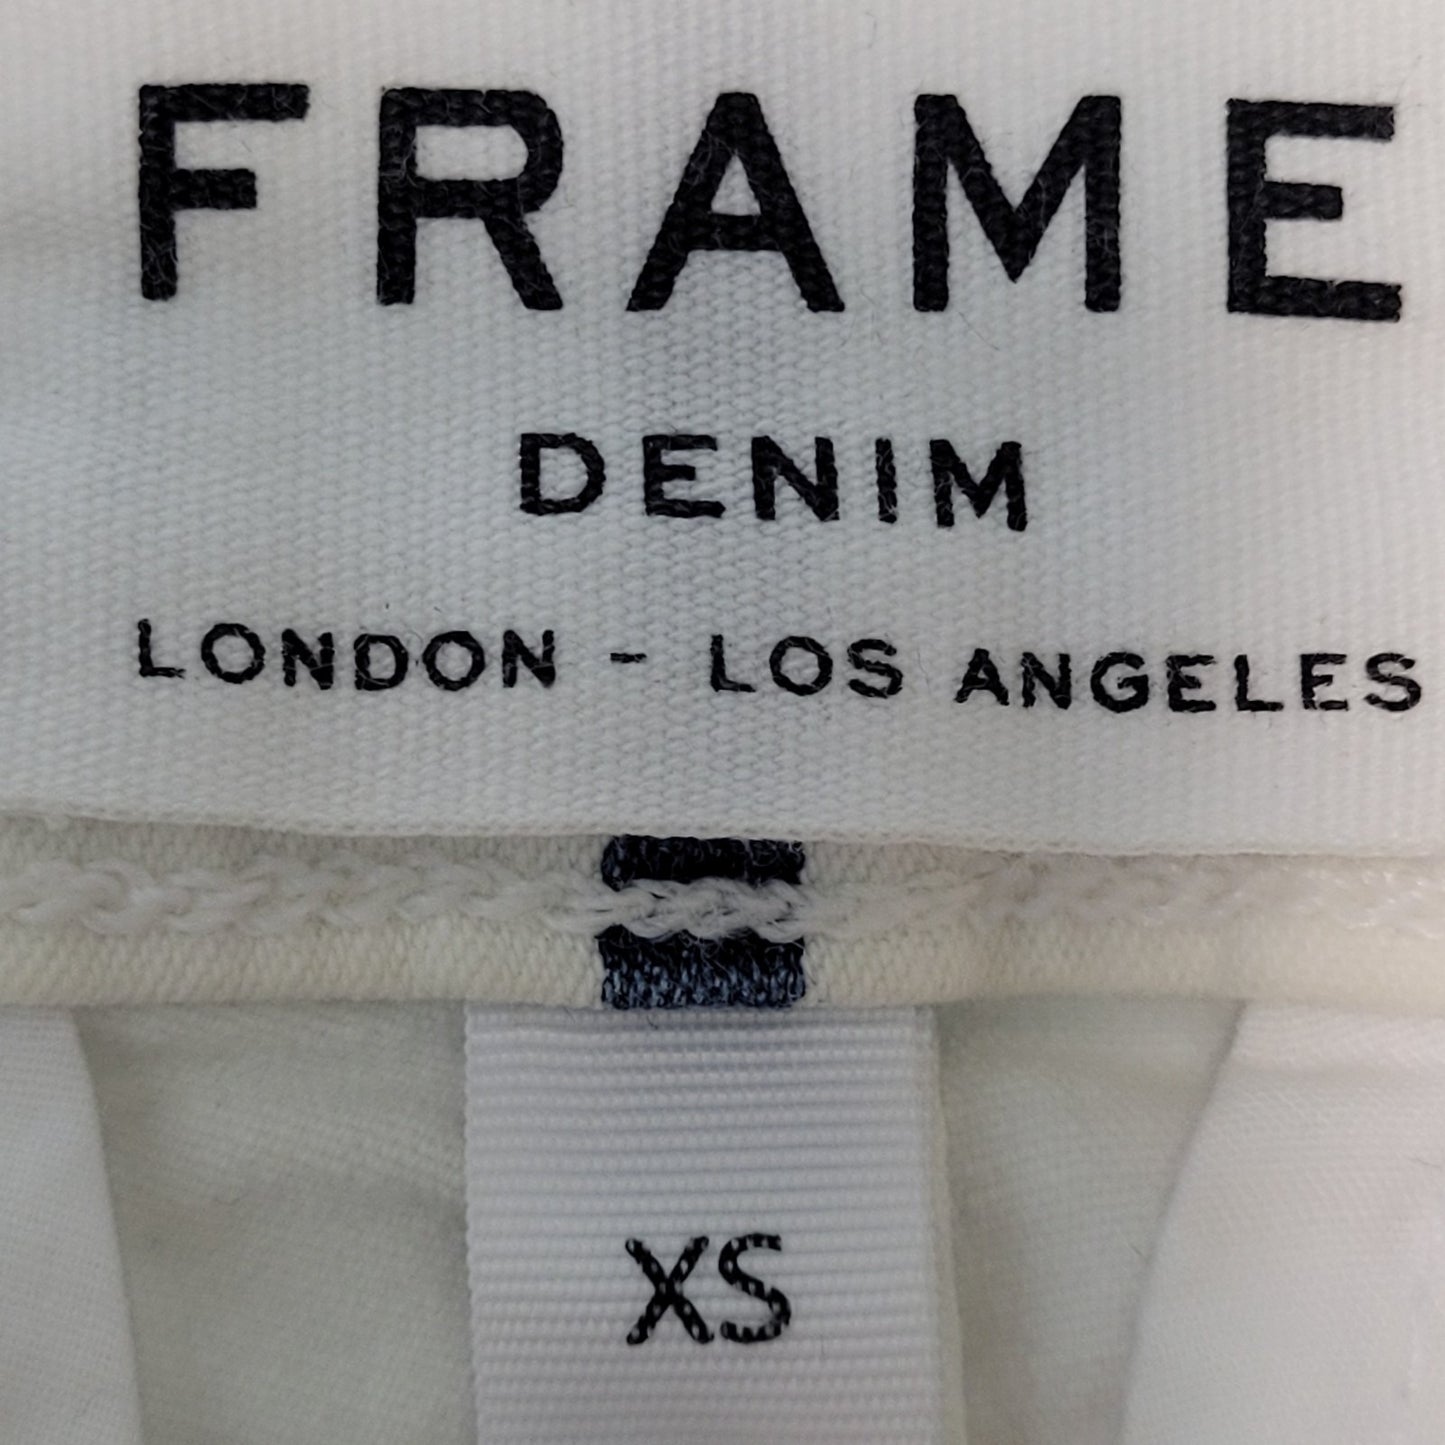 FRAME
DENIM
LONDON - LOS ANGELES
XS